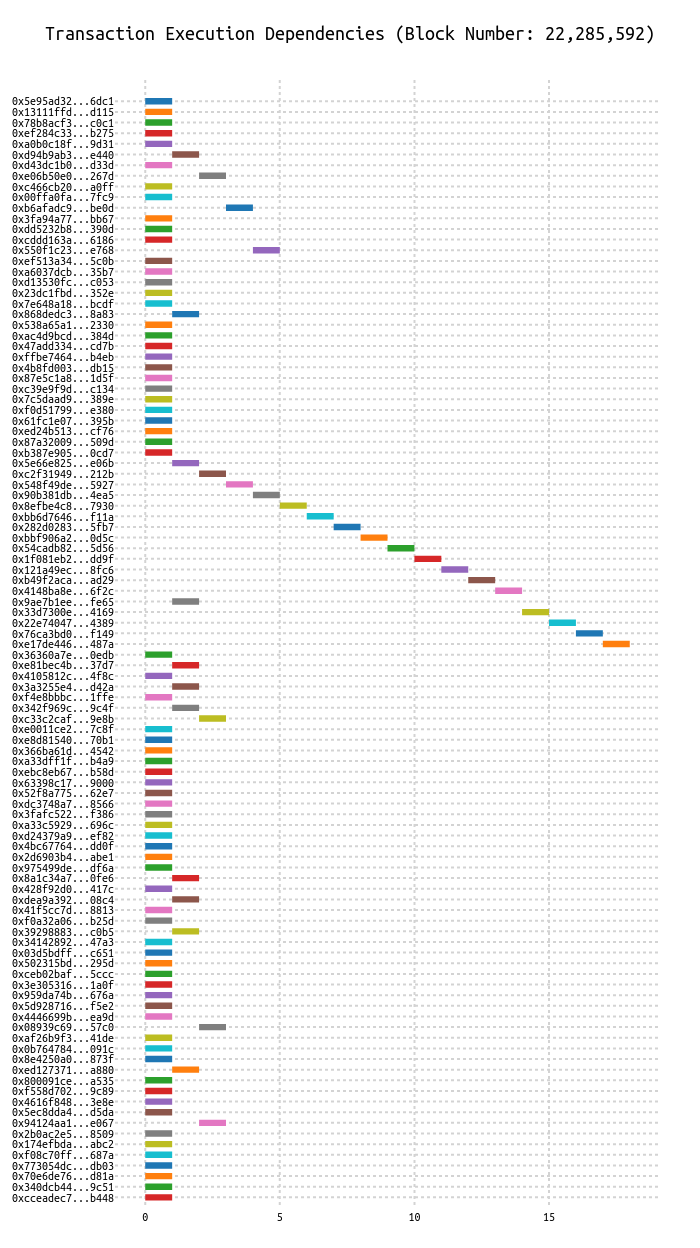 Transaction Execution Dependencies (Block Number: 22,285,592)
0x5e95ad32...6dc1
0x13111ffd...d115
0x78b8acf3...c0c1
0xef284c33...b275
0xa0b0c18f...9d31
0xd94b9ab3...e440
0xd43dc1b0...d33d
0xe06b50e0...267d
0xc466cb20...a0ff
0x00ffa0fa...7fc9
0xb6afadc9...be0d
0x3fa94a77...bb67
0xdd5232b8...390d
0xcddd163a...6186
0x550f1c23...e768
0xef513a34...5c0b
0xa6037dcb...35b7
0xd13530fc...c053
0x23dc1fbd...352e
0x7e648a18...bcdf
0x868dedc3...8a83
0x538a65a1...2330
0xac4d9bcd...384d
0x47add334...cd7b
0xffbe7464...b4eb
0x4b8fd003...db15
0x87e5c1a8...1d5f
0xc39e9f9d...c134
0x7c5daad9...389e
0xf0d51799...e380
0x61fc1e07...395b
0xed24b513...cf76
0x87a32009...509d
0xb387e905...0cd7
0x5e66e825...e06b
0xc2f31949...212b
0x548f49de...5927
0x90b381db...4ea5
0x8efbe4c8...7930
0xbb6d7646...f11a
0x282d0283...5fb7
0xbbf906a2...0d5c
0x54cadb82...5d56
0x1f081eb2...dd9f
0x121a49ec...8fc6
0xb49f2aca...ad29
0x4148ba8e...6f2c
0x9ae7b1ee...fe65
0x33d7300e...4169
0x22e74047...4389
0x76ca3bd0...f149
0xe17de446...487a
0x36360a7e...0edb
0xe81bec4b...37d7
0x4105812c...4f8c
0x3a3255e4...d42a
0xf4e8bbbc...1ffe
0x342f969c...9c4f
0xc33c2caf...9e8b
0xe0011ce2...7c8f
0xe8d81540...70b1
0x366ba61d...4542
0xa33dff1f...b4a9
0xebc8eb67...b58d
0x63398c17...9000
0x52f8a775...62e7
0xdc3748a7...8566
0x3fafc522...f386
0xa33c5929...696c
0xd24379a9...ef82
0x4bc67764...dd0f
0x2d6903b4...abe1
0x975499de...df6a
0x8a1c34a7...0fe6
0x428f92d0...417c
0xdea9a392...08c4
0x41f5cc7d...8813
0xf0a32a06...b25d
0x39298883...c0b5
0x34142892...47a3
0x03d5bdff...c651
0x502315bd...295d
0xceb02baf...5ccc
0x3e305316...1a0f
0x959da74b...676a
0x5d928716...f5e2
0x4446699b...ea9d
0x08939c69...57c0
0xaf26b9f3...41de
0x0b764784...091c
0x8e4250a0...873f
0xed127371...a880
0x800091ce...a535
0xf558d702...9c89
0x4616f848...3e8e
0x5ec8dda4...d5da
0x94124aa1...e067
0x2b0ac2e5...8509
0x174efbda...abc2
0xf08c70ff...687a
0x773054dc...db03
0x70e6de76...d81a
0x340dcb44...9c51
0xcceadec7...b448
0 5 10 15